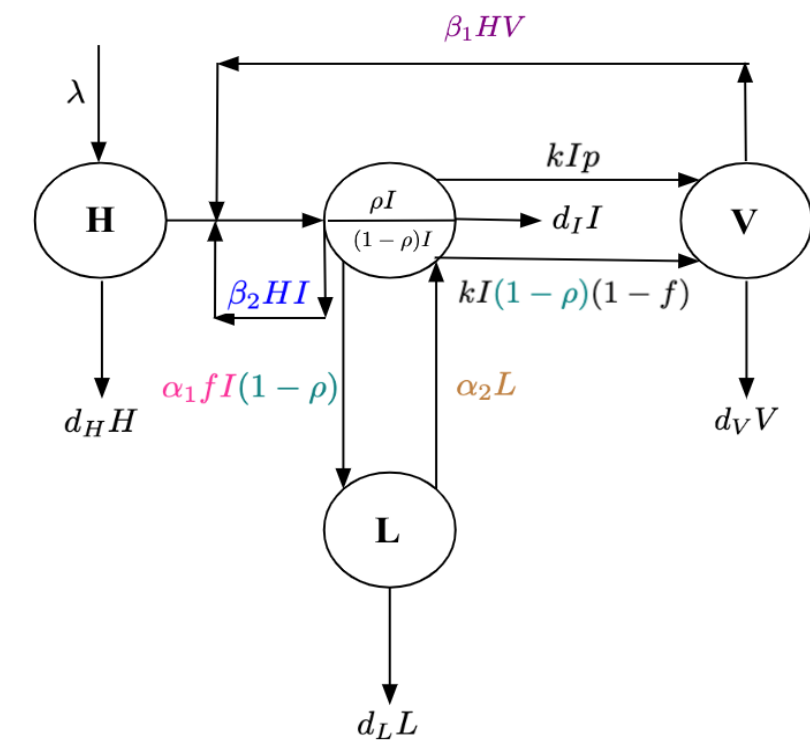 β₁HV
λ
kIp
H
ρI
(1 − ρ)I
d_I I
V
β₂HI
kI(1 − ρ)(1 − f)
α₁fI(1 − ρ)
α₂L
d_H H
d_V V
L
d_L L